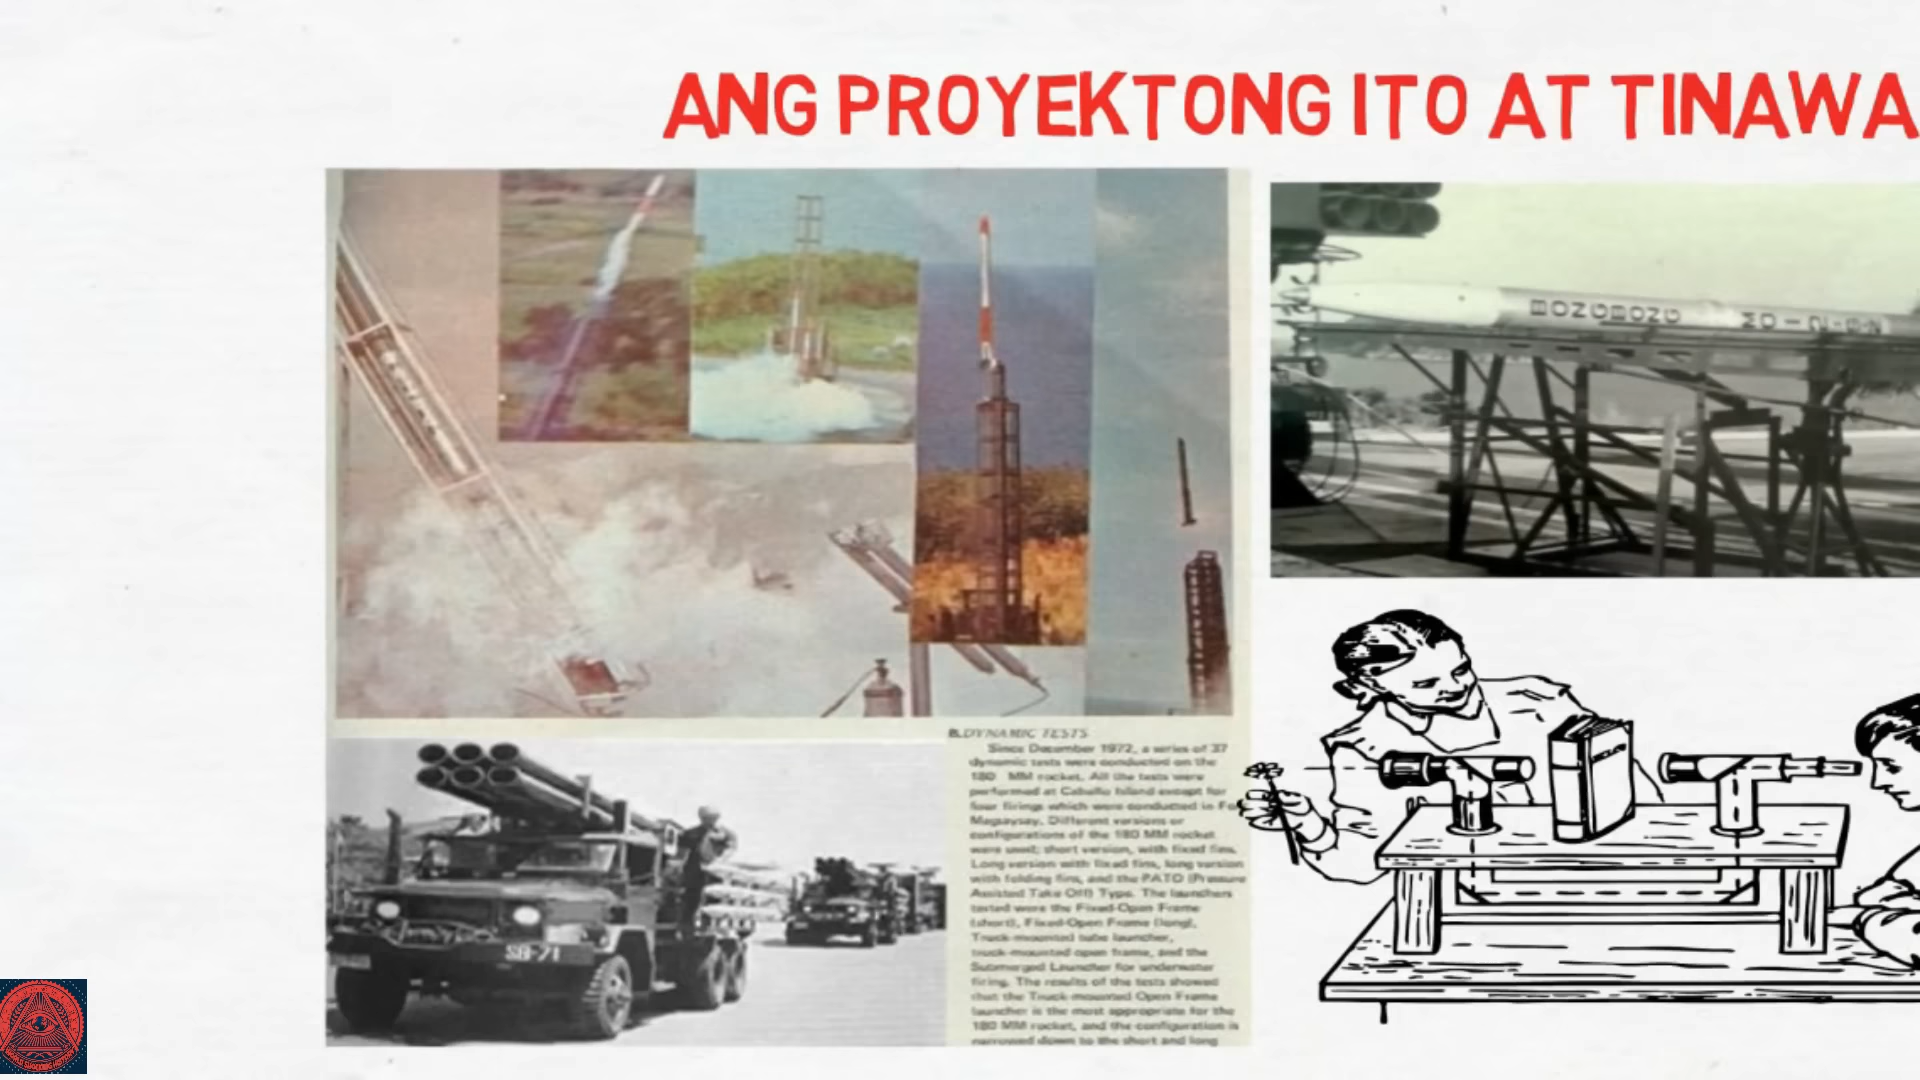 ANG PROYEKTONG ITO AT TINAWA
BONGBONG
B. DYNAMIC TESTS
Since December 1972, a series of 37
dynamic tests were conducted on the
180 MM rocket. All the tests were
performed at Caballo Island except for
four firings which were conducted in Fo
Magsaysay. Different versions or
configurations of the 180 MM rocket
were used; short version, with fixed fins,
Long version with fixed fins, long version
with folding fins, and the PATO (Pressure
Assisted Take Off) Type. The launchers
tested were the Fixed-Open Frame
(short), Fixed-Open Frame (long),
Truck-mounted tube launcher,
truck-mounted open frame, and the
Submerged Launcher for underwater
firing. The results of the tests showed
that the Truck-mounted Open Frame
launcher is the most appropriate for the
180 MM rocket, and the configuration is
narrowed down to the short and long
SB-71